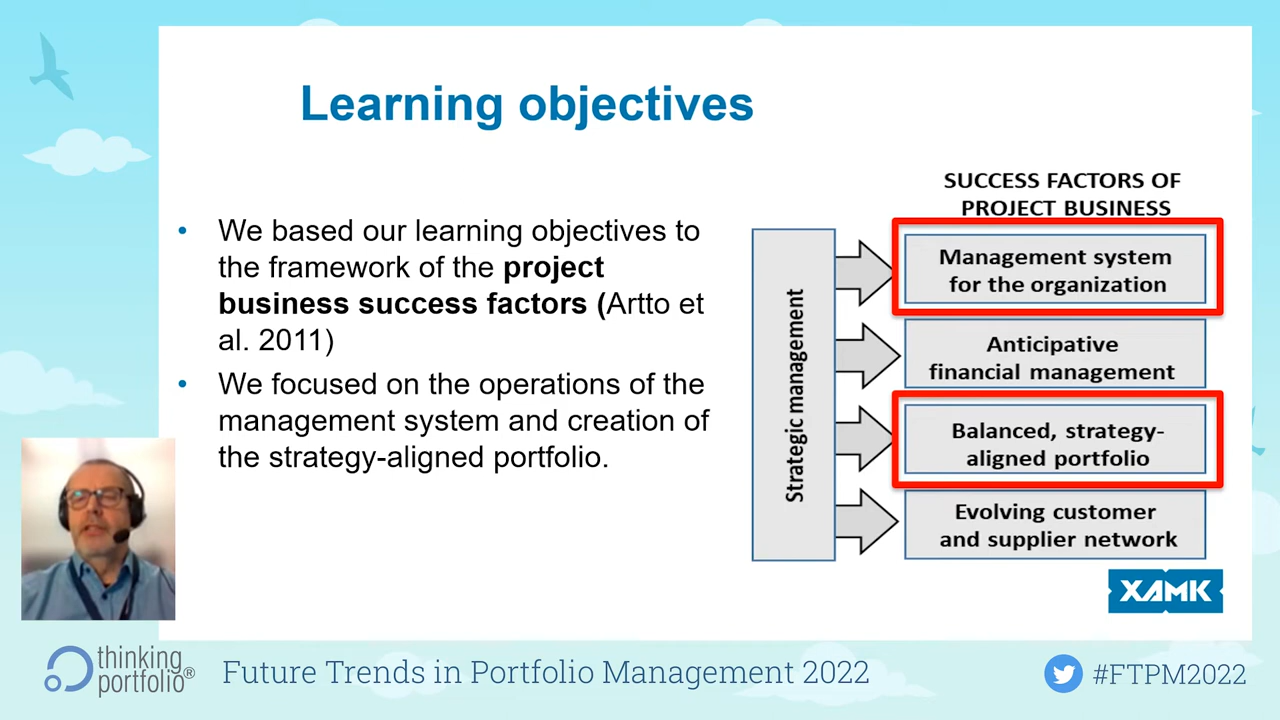 Learning objectives
• We based our learning objectives to
the framework of the project
business success factors (Artto et
al. 2011)
• We focused on the operations of the
management system and creation of
the strategy-aligned portfolio.
SUCCESS FACTORS OF
PROJECT BUSINESS
Strategic management
Management system
for the organization
Anticipative
financial management
Balanced, strategy-
aligned portfolio
Evolving customer
and supplier network
XAMK
thinking
portfolio®
Future Trends in Portfolio Management 2022
#FTPM2022